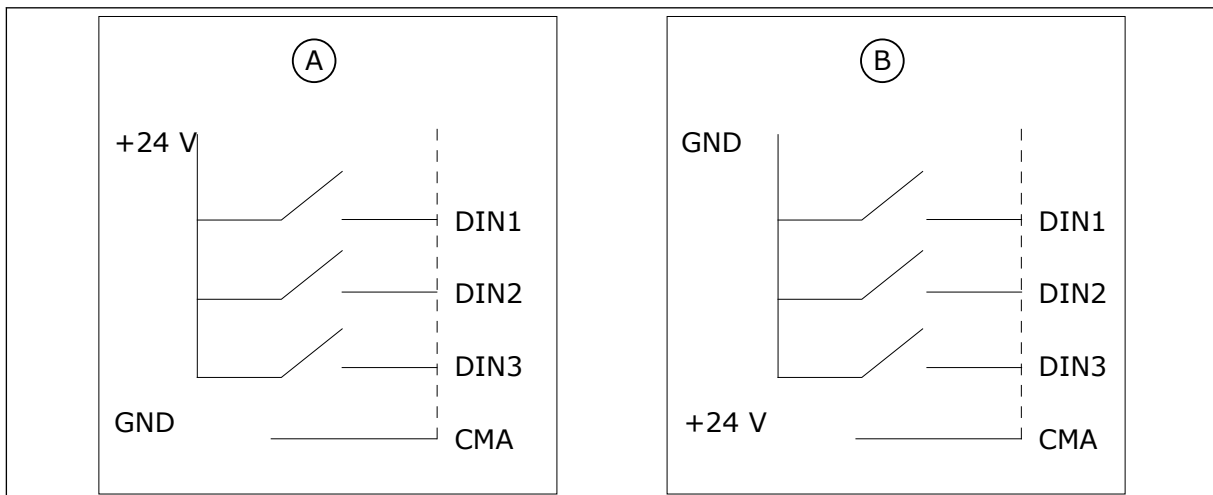 A
+24 V
DIN1
DIN2
DIN3
GND
CMA
B
GND
DIN1
DIN2
DIN3
+24 V
CMA